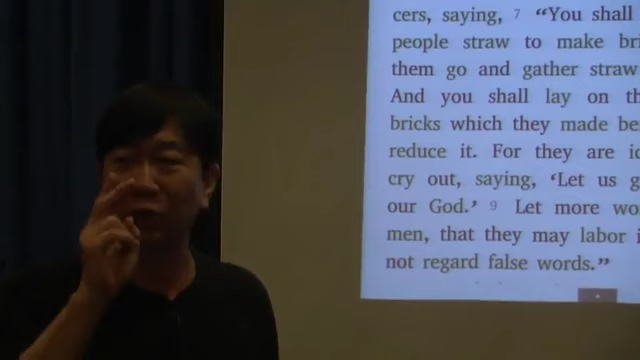 cers, saying, 7 “You shall
people straw to make bri
them go and gather straw
And you shall lay on th
bricks which they made be
reduce it. For they are id
cry out, saying, ‘Let us g
our God.’ 9 Let more wo
men, that they may labor i
not regard false words.”